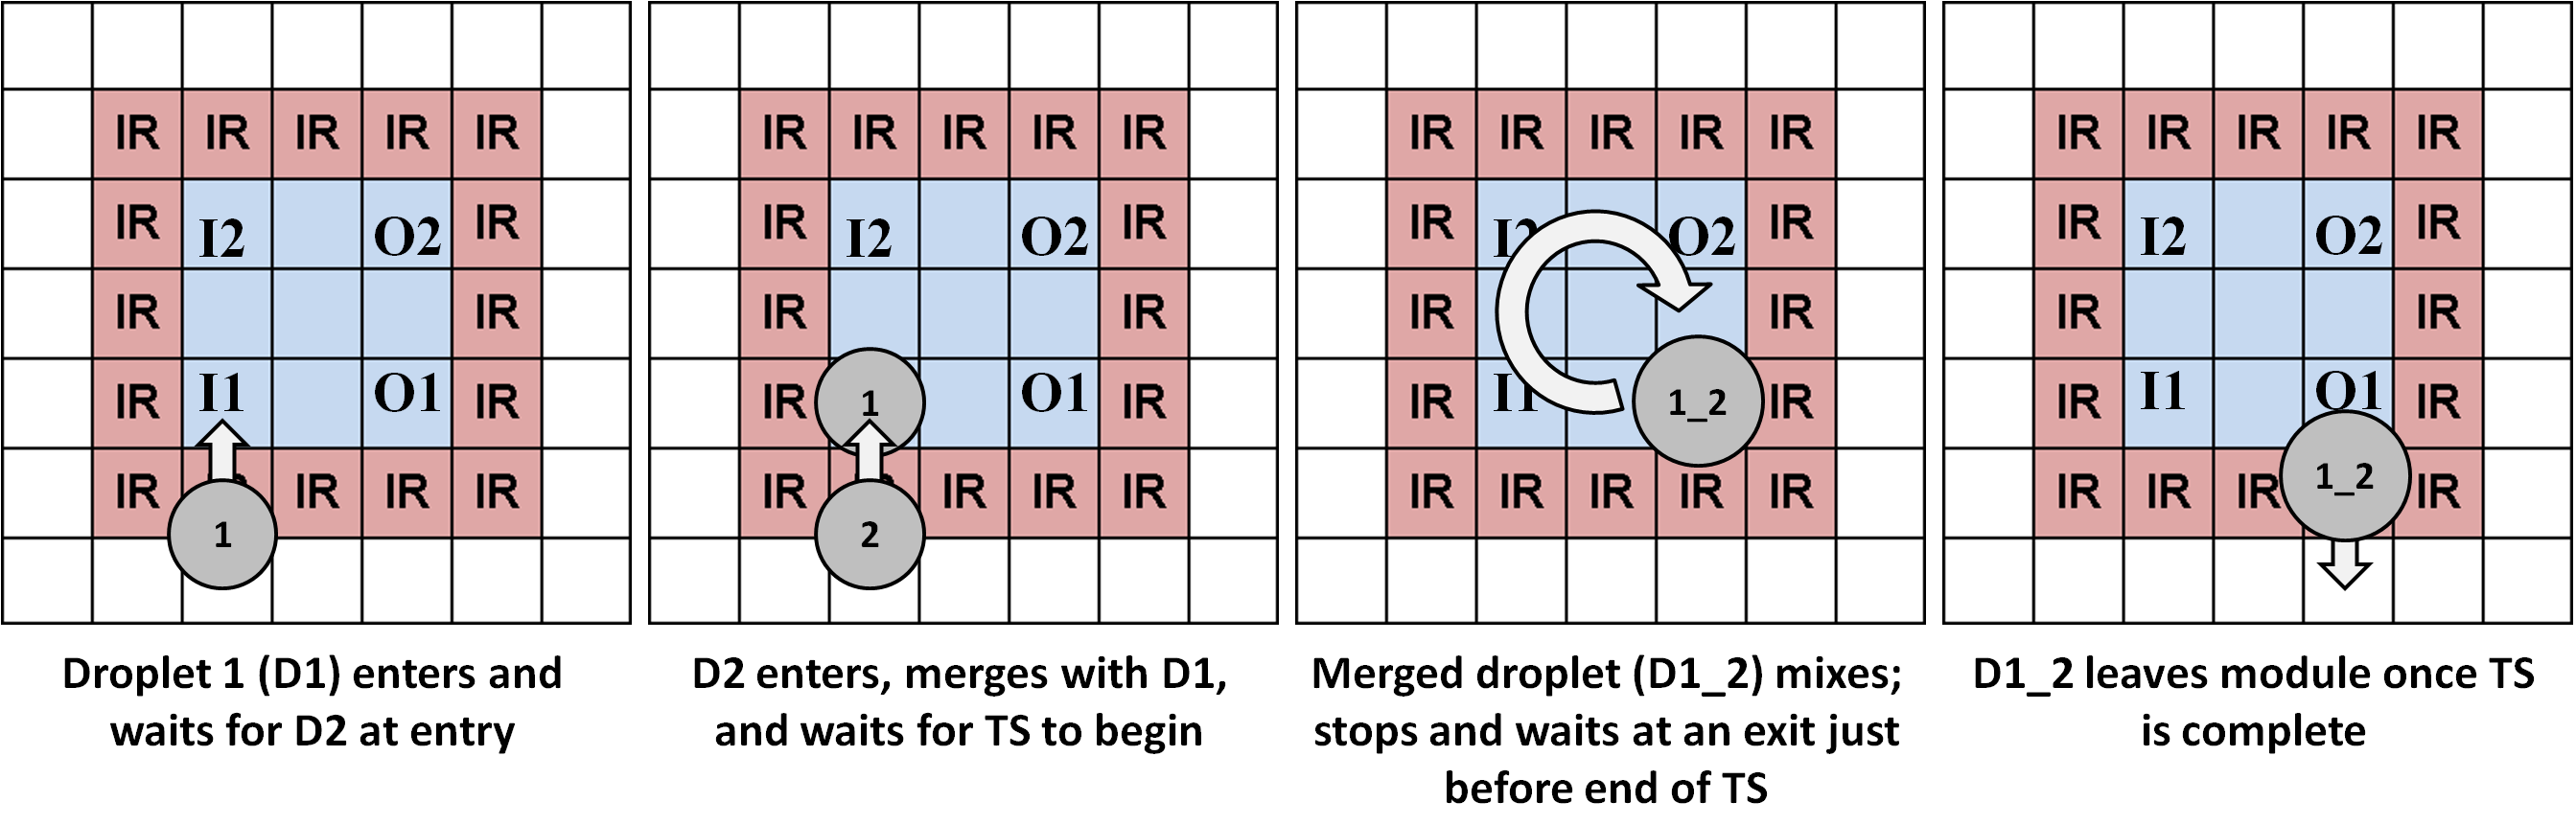 IR IR IR IR IR
IR I2 O2 IR
IR IR
IR I1 O1 IR
IR IR IR IR
1
Droplet 1 (D1) enters and
waits for D2 at entry
IR IR IR IR IR
IR I2 O2 IR
IR IR
IR 1 O1 IR
IR IR IR IR
2
D2 enters, merges with D1,
and waits for TS to begin
IR IR IR IR IR
IR I2 O2 IR
IR IR
IR I1 1_2 IR
IR IR IR IR IR
Merged droplet (D1_2) mixes;
stops and waits at an exit just
before end of TS
IR IR IR IR IR
IR I2 O2 IR
IR IR
IR I1 O1 IR
IR IR IR 1_2 IR
D1_2 leaves module once TS
is complete